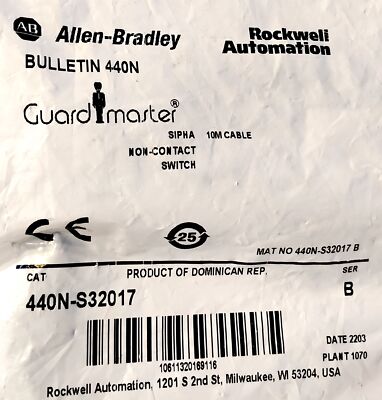 AB Allen-Bradley
Rockwell
Automation
BULLETIN 440N
Guardmaster®
SIPHA 10M CABLE
NON-CONTACT
SWITCH
CE
25
MAT NO 440N-S32017 B
CAT
PRODUCT OF DOMINICAN REP.
SER
440N-S32017
B
10611320169116
DATE 2203
PLANT 1070
Rockwell Automation, 1201 S 2nd St, Milwaukee, WI 53204, USA